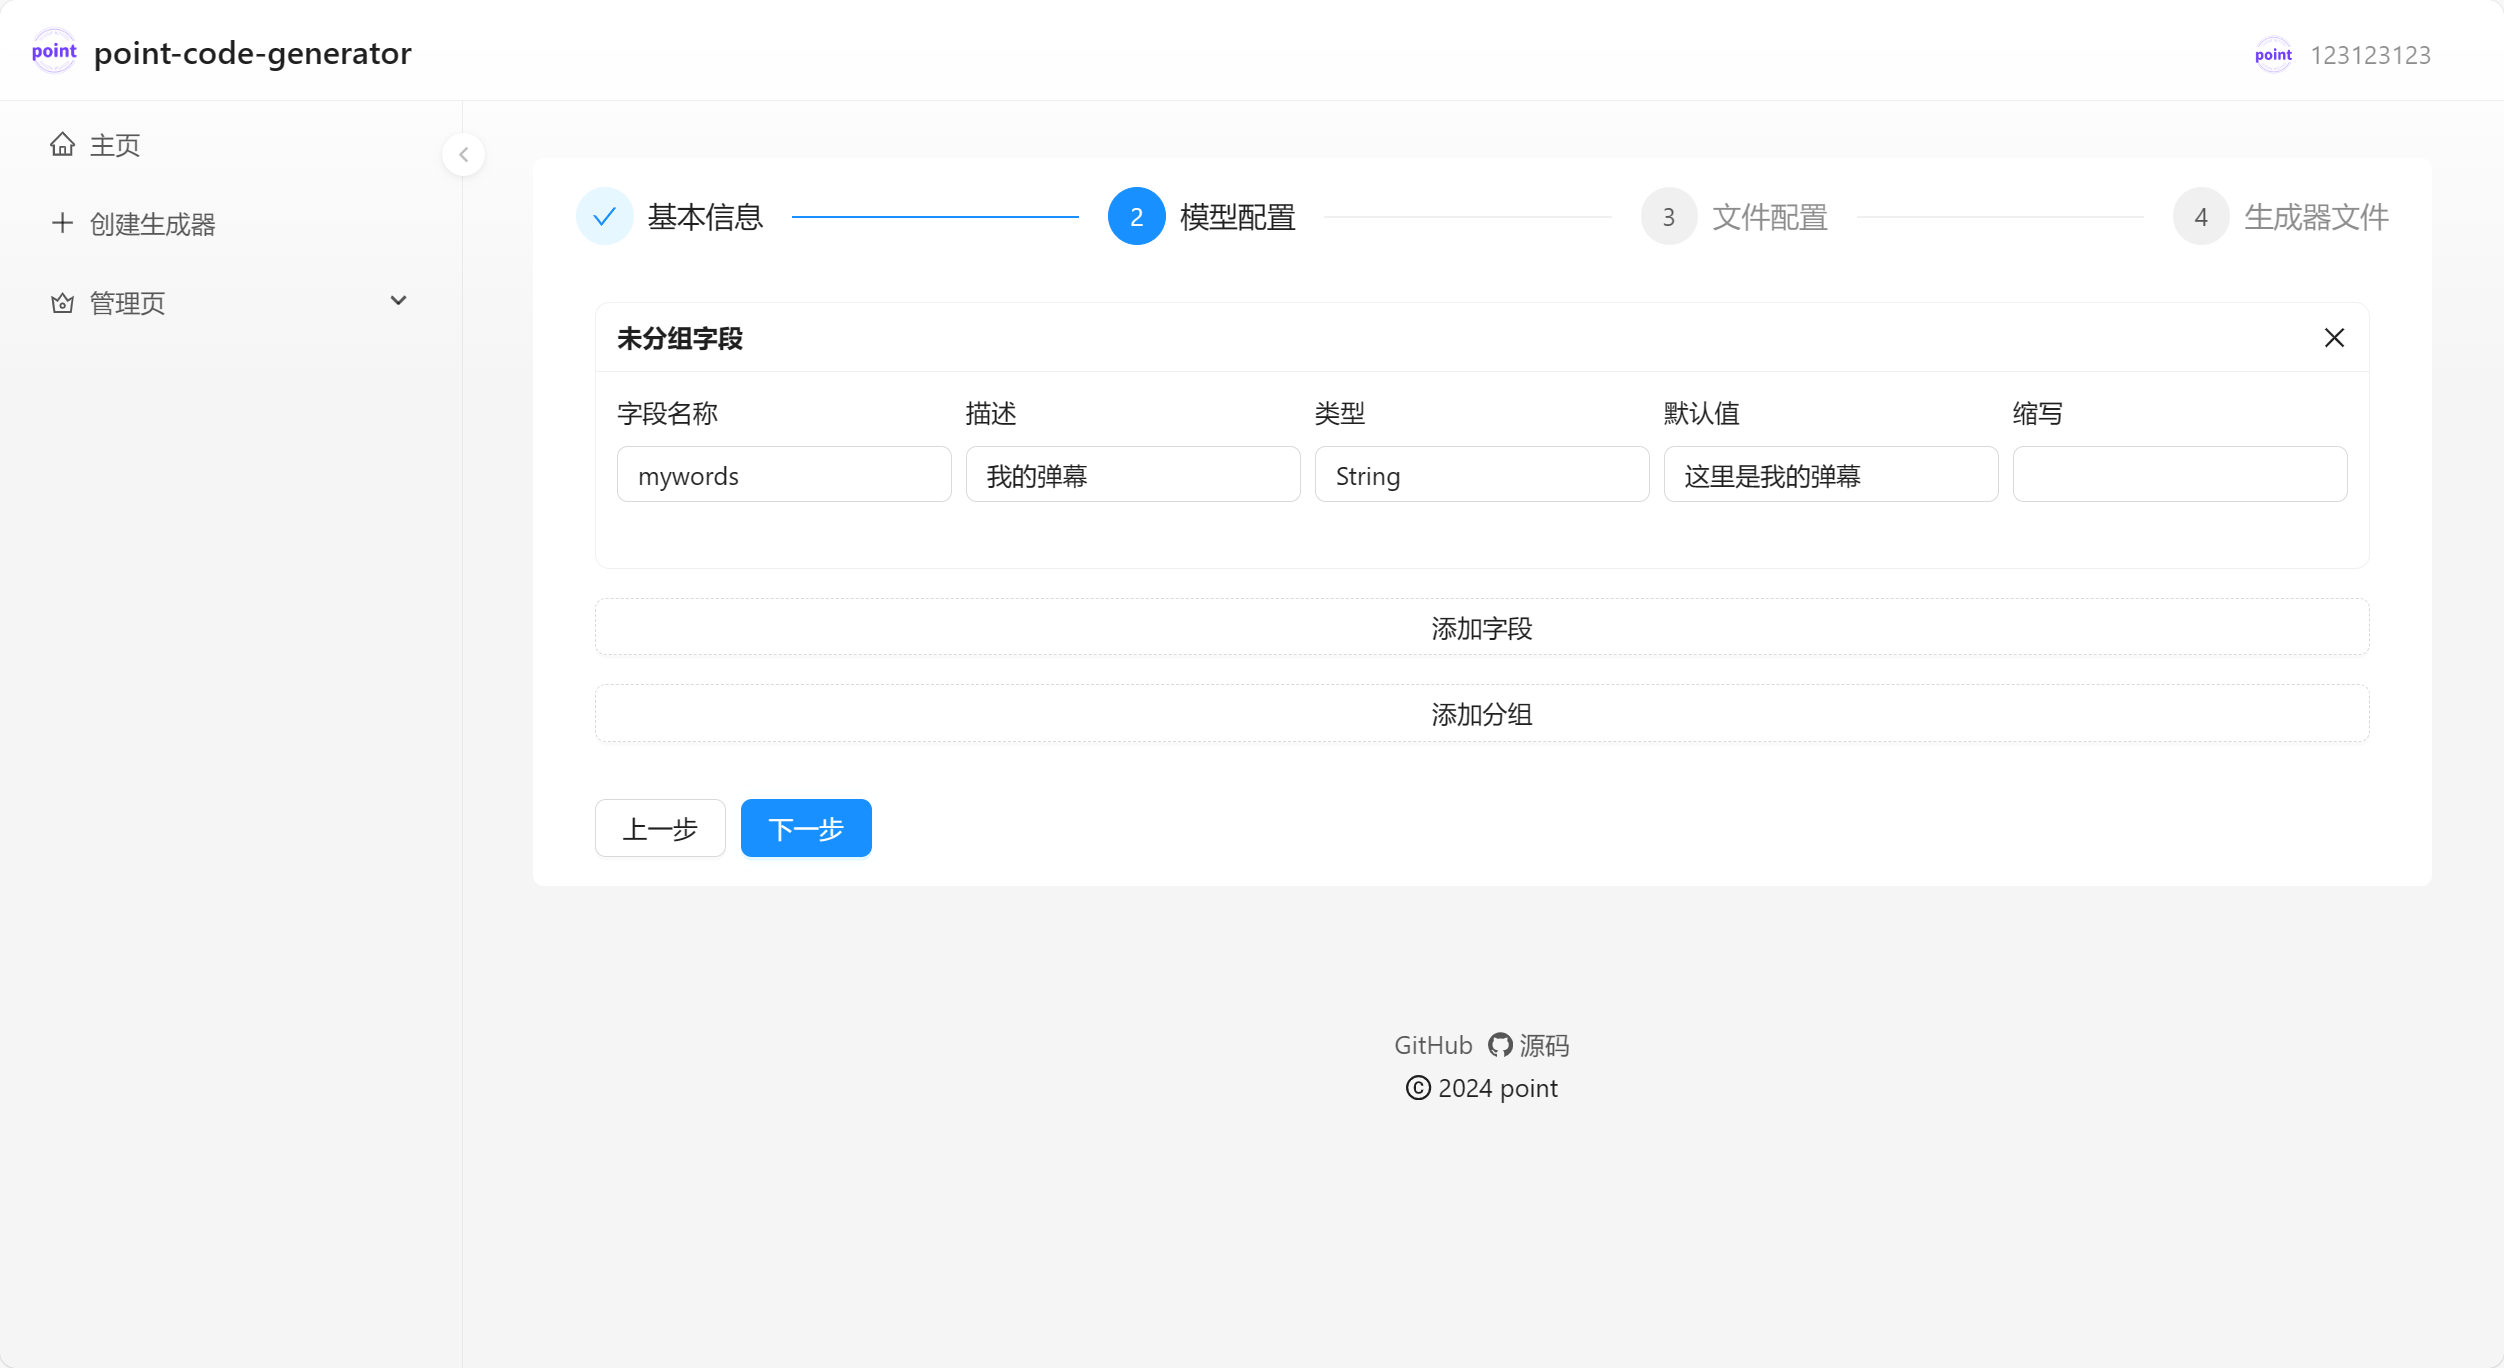 point point-code-generator
point 123123123
主页
创建生成器
管理页
基本信息
2 模型配置
3 文件配置
4 生成器文件
未分组字段
字段名称 描述 类型 默认值 缩写
mywords 我的弹幕 String 这里是我的弹幕
添加字段
添加分组
上一步 下一步
GitHub 源码
© 2024 point